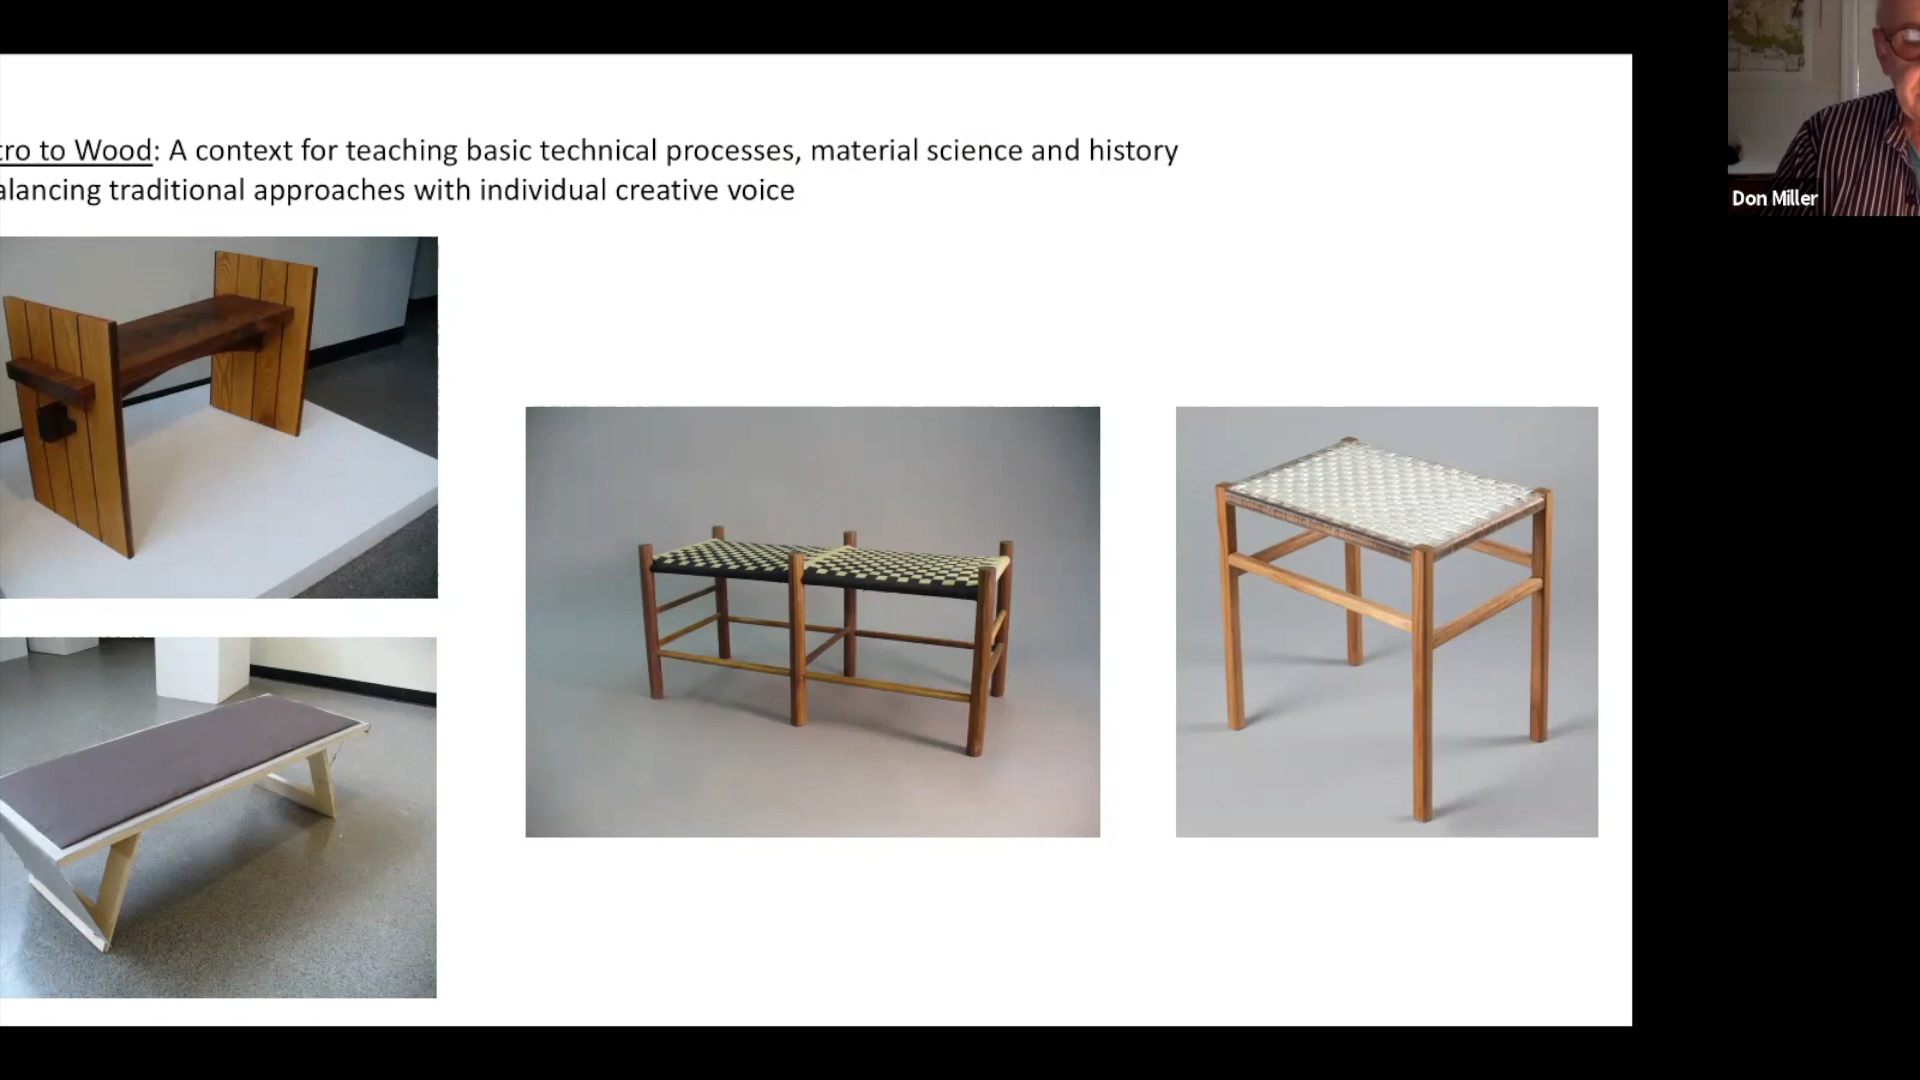 tro to Wood: A context for teaching basic technical processes, material science and history
alancing traditional approaches with individual creative voice
Don Miller